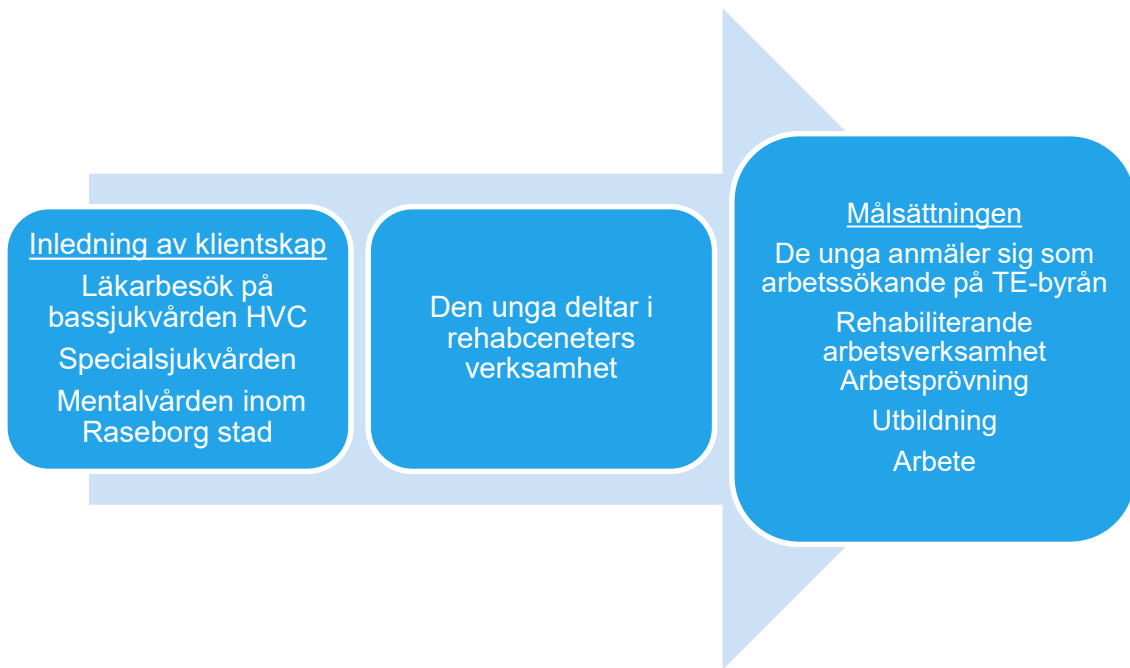 Inledning av klientskap
Läkarbesök på
bassjukvården HVC
Specialsjukvården
Mentalvården inom
Raseborg stad
Den unga deltar i
rehabceneters
verksamhet
Målsättningen
De unga anmäler sig som
arbetssökande på TE-byrån
Rehabiliterande
arbetsverksamhet
Arbetsprövning
Utbildning
Arbete